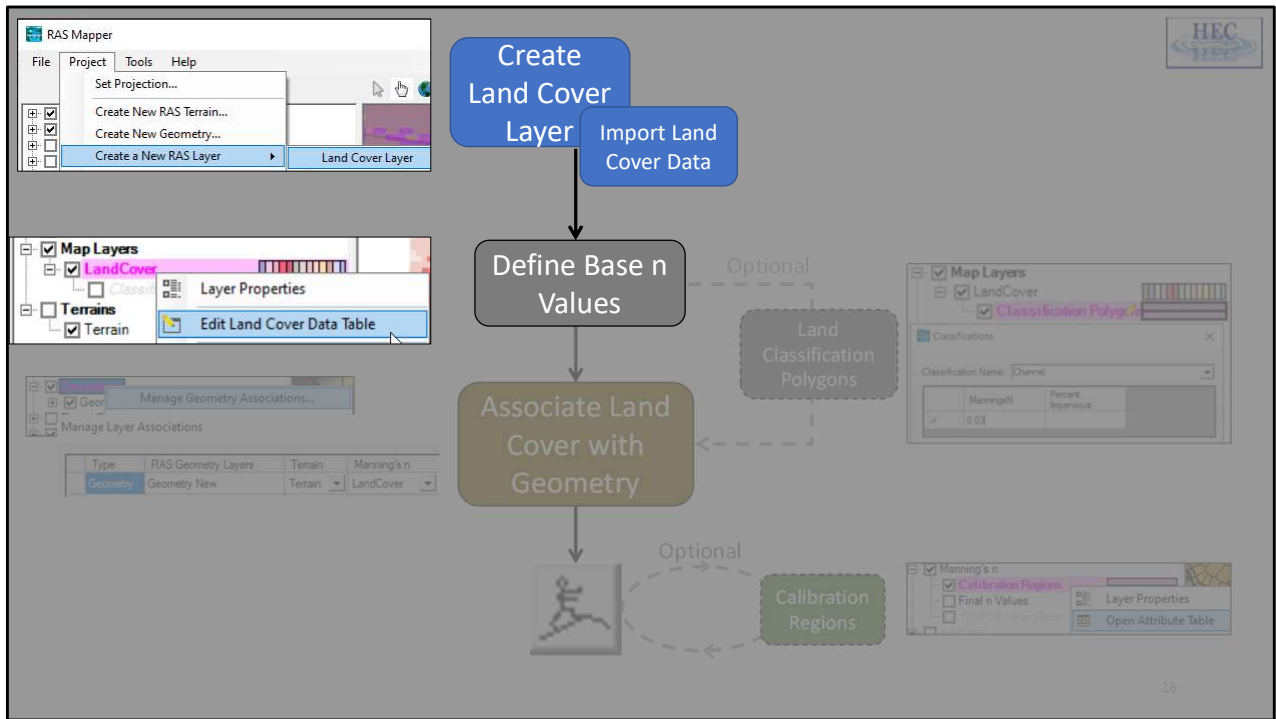 RAS Mapper
File Project Tools Help
Set Projection...
Create New RAS Terrain...
Create New Geometry...
Create a New RAS Layer
Land Cover Layer
Create
Land Cover
Layer
Import Land
Cover Data
HEC
Map Layers
LandCover
Classifi
Layer Properties
Edit Land Cover Data Table
Terrains
Terrain
Define Base n
Values
Optional
Land
Classification
Polygons
Map Layers
LandCover
Classification Polygons
Classifications
Classification Name: Channel
ManningsN Percent
Impervious
0.03
Manage Geometry Associations...
Geor
Manage Layer Associations
Type RAS Geometry Layers Terrain Manning's n
Geometry Geometry New Terrain LandCover
Associate Land
Cover with
Geometry
Optional
Calibration
Regions
Manning's n
Calibration Regions
Final n Values
Layer Properties
Open Attribute Table
16